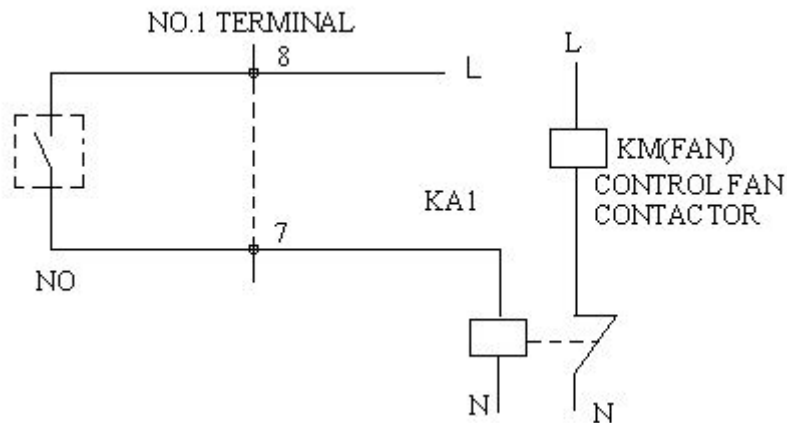 NO.1 TERMINAL
8
L
L
KM(FAN)
CONTROL FAN
CONTACTOR
KA1
7
NO
N
N